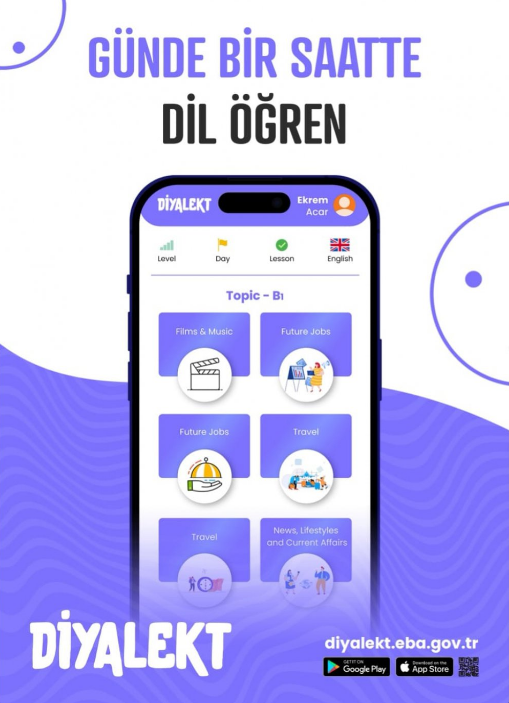 GÜNDE BİR SAATTE
DİL ÖĞREN
DİYALEKT
Ekrem
Acar
Level
Day
Lesson
English
Topic - B1
Films & Music
Future Jobs
Future Jobs
Travel
Travel
News, Lifestyles
and Current Affairs
DİYALEKT
diyalekt.eba.gov.tr
GET IT ON
Google Play
Download on the
App Store